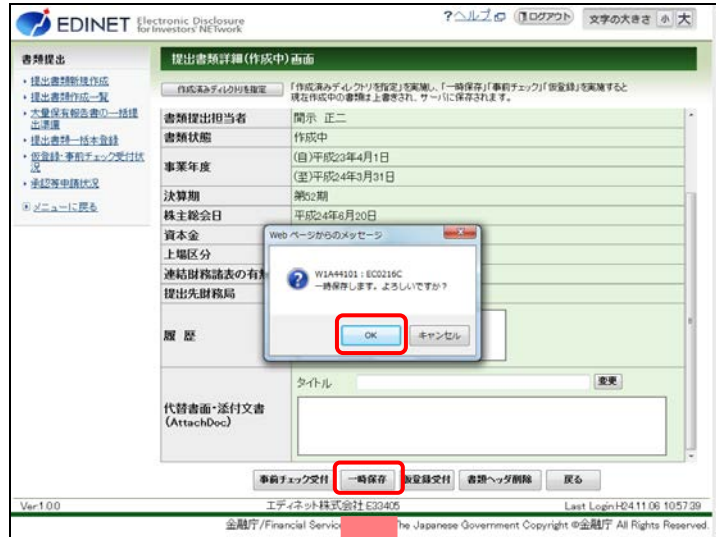 EDINET Electronic Disclosure
for Investors' NETwork
?ヘルプ ログアウト 文字の大きさ 小 大
書類提出
・提出書類新規作成
・提出書類作成一覧
・大量保有報告書の一括提
出準備
・提出書類一括本登録
・仮登録・事前チェック受付状
況
・承認等申請状況
メニューに戻る
提出書類詳細(作成中)画面
作成済みディレクトリを指定
「作成済みディレクトリを指定」を実施し、「一時保存」「事前チェック」「仮登録」を実施すると
現在作成中の書類は上書きされ、サーバに保存されます。
書類提出担当者 開示 正二
書類状態 作成中
事業年度 (自)平成23年4月1日
(至)平成24年3月31日
決算期 第52期
株主総会日 平成24年6月20日
資本金
上場区分
連結財務諸表の有
提出先財務局
履 歴
Web ページからのメッセージ
W1A44101 : EC0216C
一時保存します。よろしいですか?
OK キャンセル
代替書面・添付文書
(AttachDoc)
タイトル 変更
事前チェック受付 一時保存 仮登録受付 書類ヘッダ削除 戻る
Ver.1.0.0 エディネット株式会社 E33405 Last Login:H24.11.06 10:57:39
金融庁/Financial Servic he Japanese Government Copyright ©金融庁 All Rights Reserved.